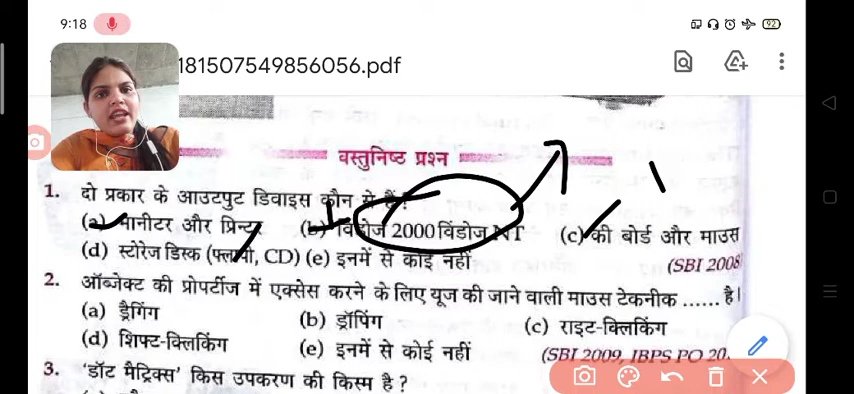 9:18
92
181507549856056.pdf
वस्तुनिष्ठ प्रश्न
1. दो प्रकार के आउटपुट डिवाइस कौन से हैं?
(a) मानीटर और प्रिन्टर (b) विंडोज 2000 विंडोज NT (c) की बोर्ड और माउस
(d) स्टोरेज डिस्क (फ्लापी, CD) (e) इनमें से कोई नहीं (SBI 2008
2. ऑब्जेक्ट की प्रोपर्टीज में एक्सेस करने के लिए यूज की जाने वाली माउस टेकनीक ...... है।
(a) ड्रैगिंग (b) ड्रॉपिंग (c) राइट-क्लिकिंग
(d) शिफ्ट-क्लिकिंग (e) इनमें से कोई नहीं (SBI 2009, IBPS PO 20
3. 'डॉट मैट्रिक्स' किस उपकरण की किस्म है?